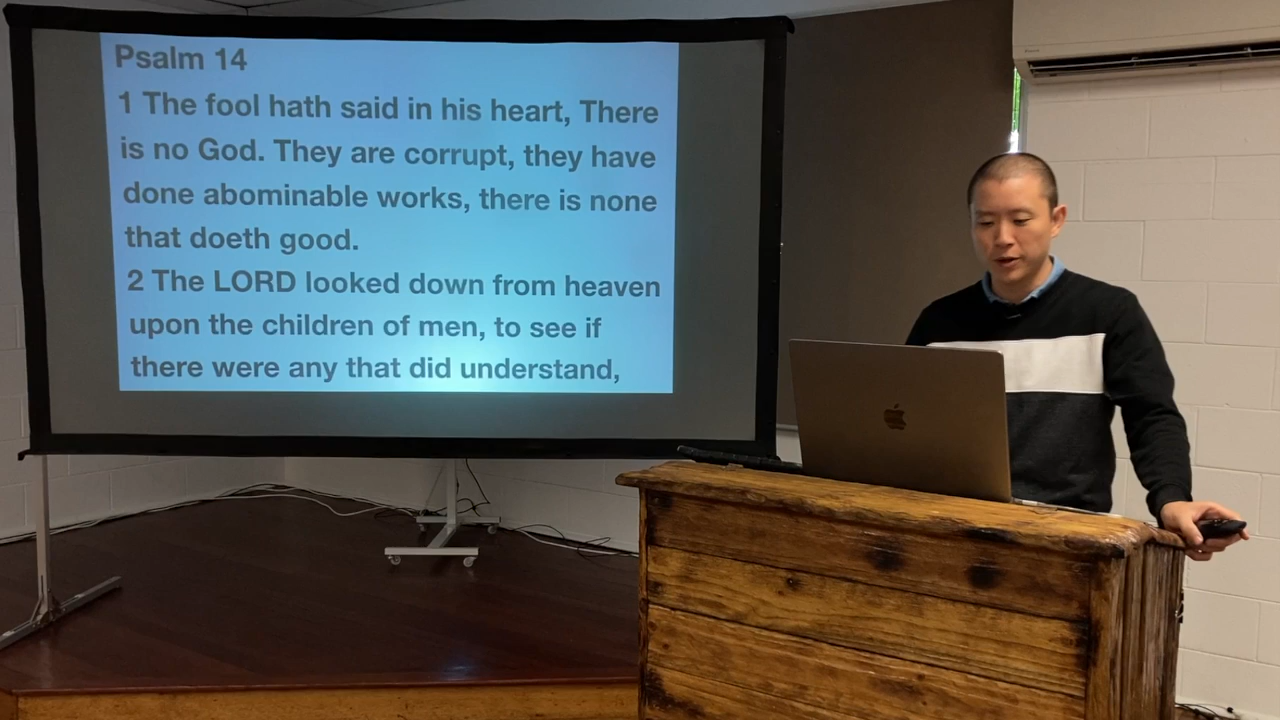 Psalm 14
1 The fool hath said in his heart, There
is no God. They are corrupt, they have
done abominable works, there is none
that doeth good.
2 The LORD looked down from heaven
upon the children of men, to see if
there were any that did understand,